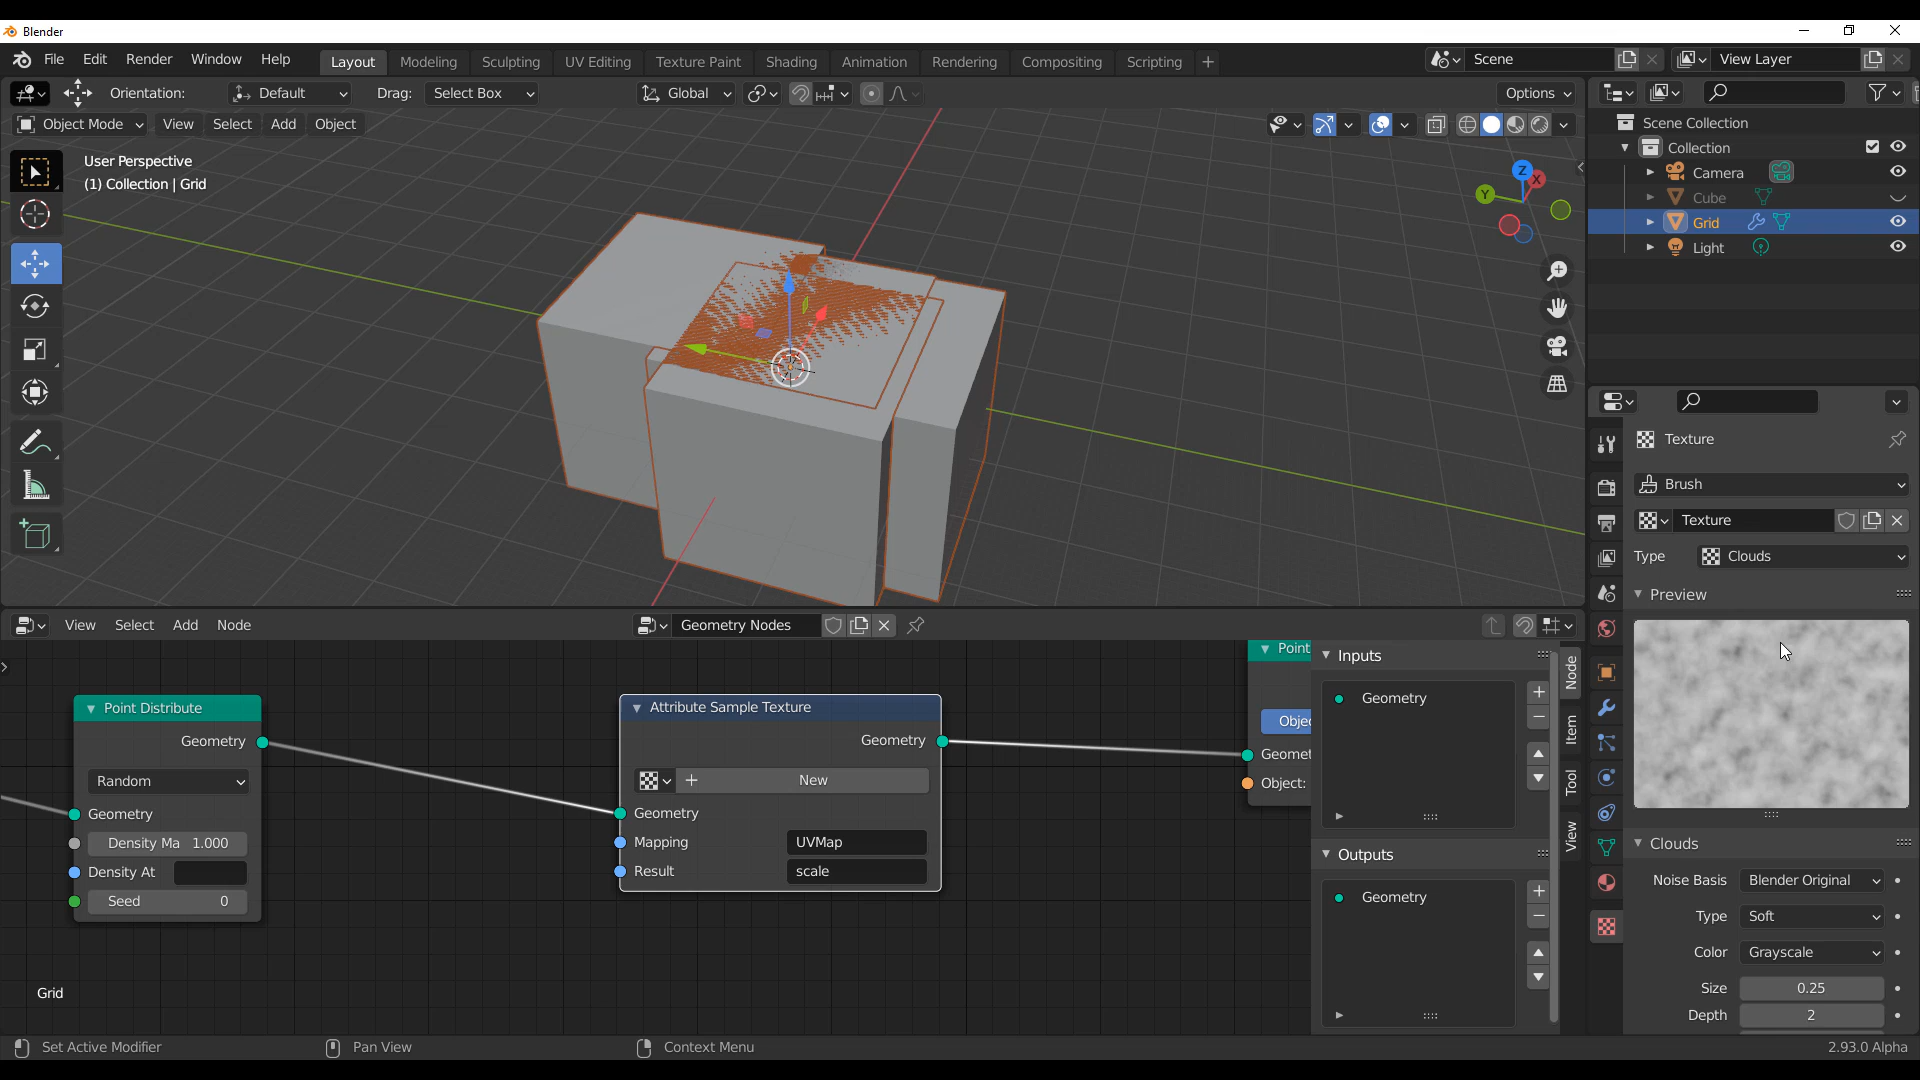 Blender
File Edit Render Window Help Layout Modeling Sculpting UV Editing Texture Paint Shading Animation Rendering Compositing Scripting + Scene View Layer
Orientation: Default Drag: Select Box Global Options
Object Mode View Select Add Object
Scene Collection
Collection
Camera
Cube
Grid
Light
User Perspective
(1) Collection | Grid
Z
X
Y
Texture
Brush
Texture
Type Clouds
Preview
Clouds
Noise Basis Blender Original
Type Soft
Color Grayscale
Size 0.25
Depth 2
View Select Add Node Geometry Nodes
Point Distribute
Geometry
Random
Geometry
Density Ma 1.000
Density At
Seed 0
Attribute Sample Texture
Geometry
New
Geometry
Mapping UVMap
Result scale
Point
Objec
Geomet
Object:
Inputs
Geometry
Outputs
Geometry
Node
Item
Tool
View
Grid
Set Active Modifier Pan View Context Menu 2.93.0 Alpha